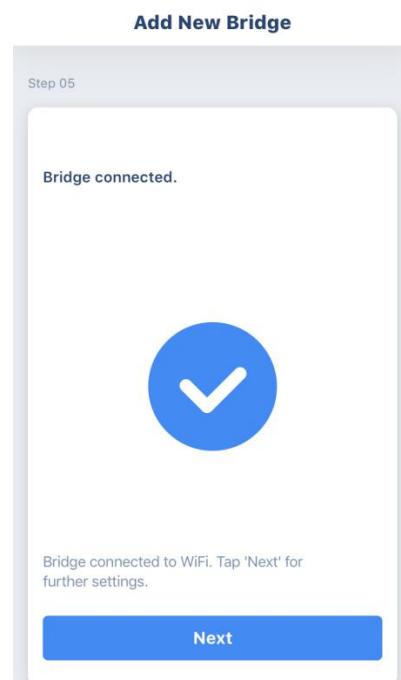 Add New Bridge
Step 05
Bridge connected.
Bridge connected to WiFi. Tap 'Next' for
further settings.
Next